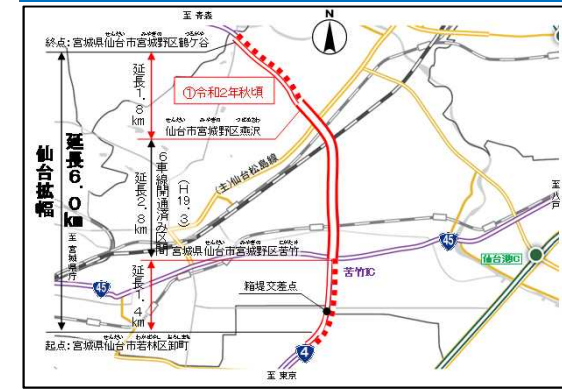 至 青森
N
終点:宮城県仙台市宮城野区鶴ケ谷
延長1.8km
①令和2年秋頃
仙台市宮城野区燕沢
仙台拡幅
延長6.0km
6車線開通済み区間
(H19.3)
延長2.8km
(主)仙台松島線
至 八戸
至 宮城県庁
宮城県仙台市宮城野区苦竹
45
苦竹IC
仙台港IC
45
延長1.4km
箱堤交差点
起点:宮城県仙台市若林区卸町
4
至 東京